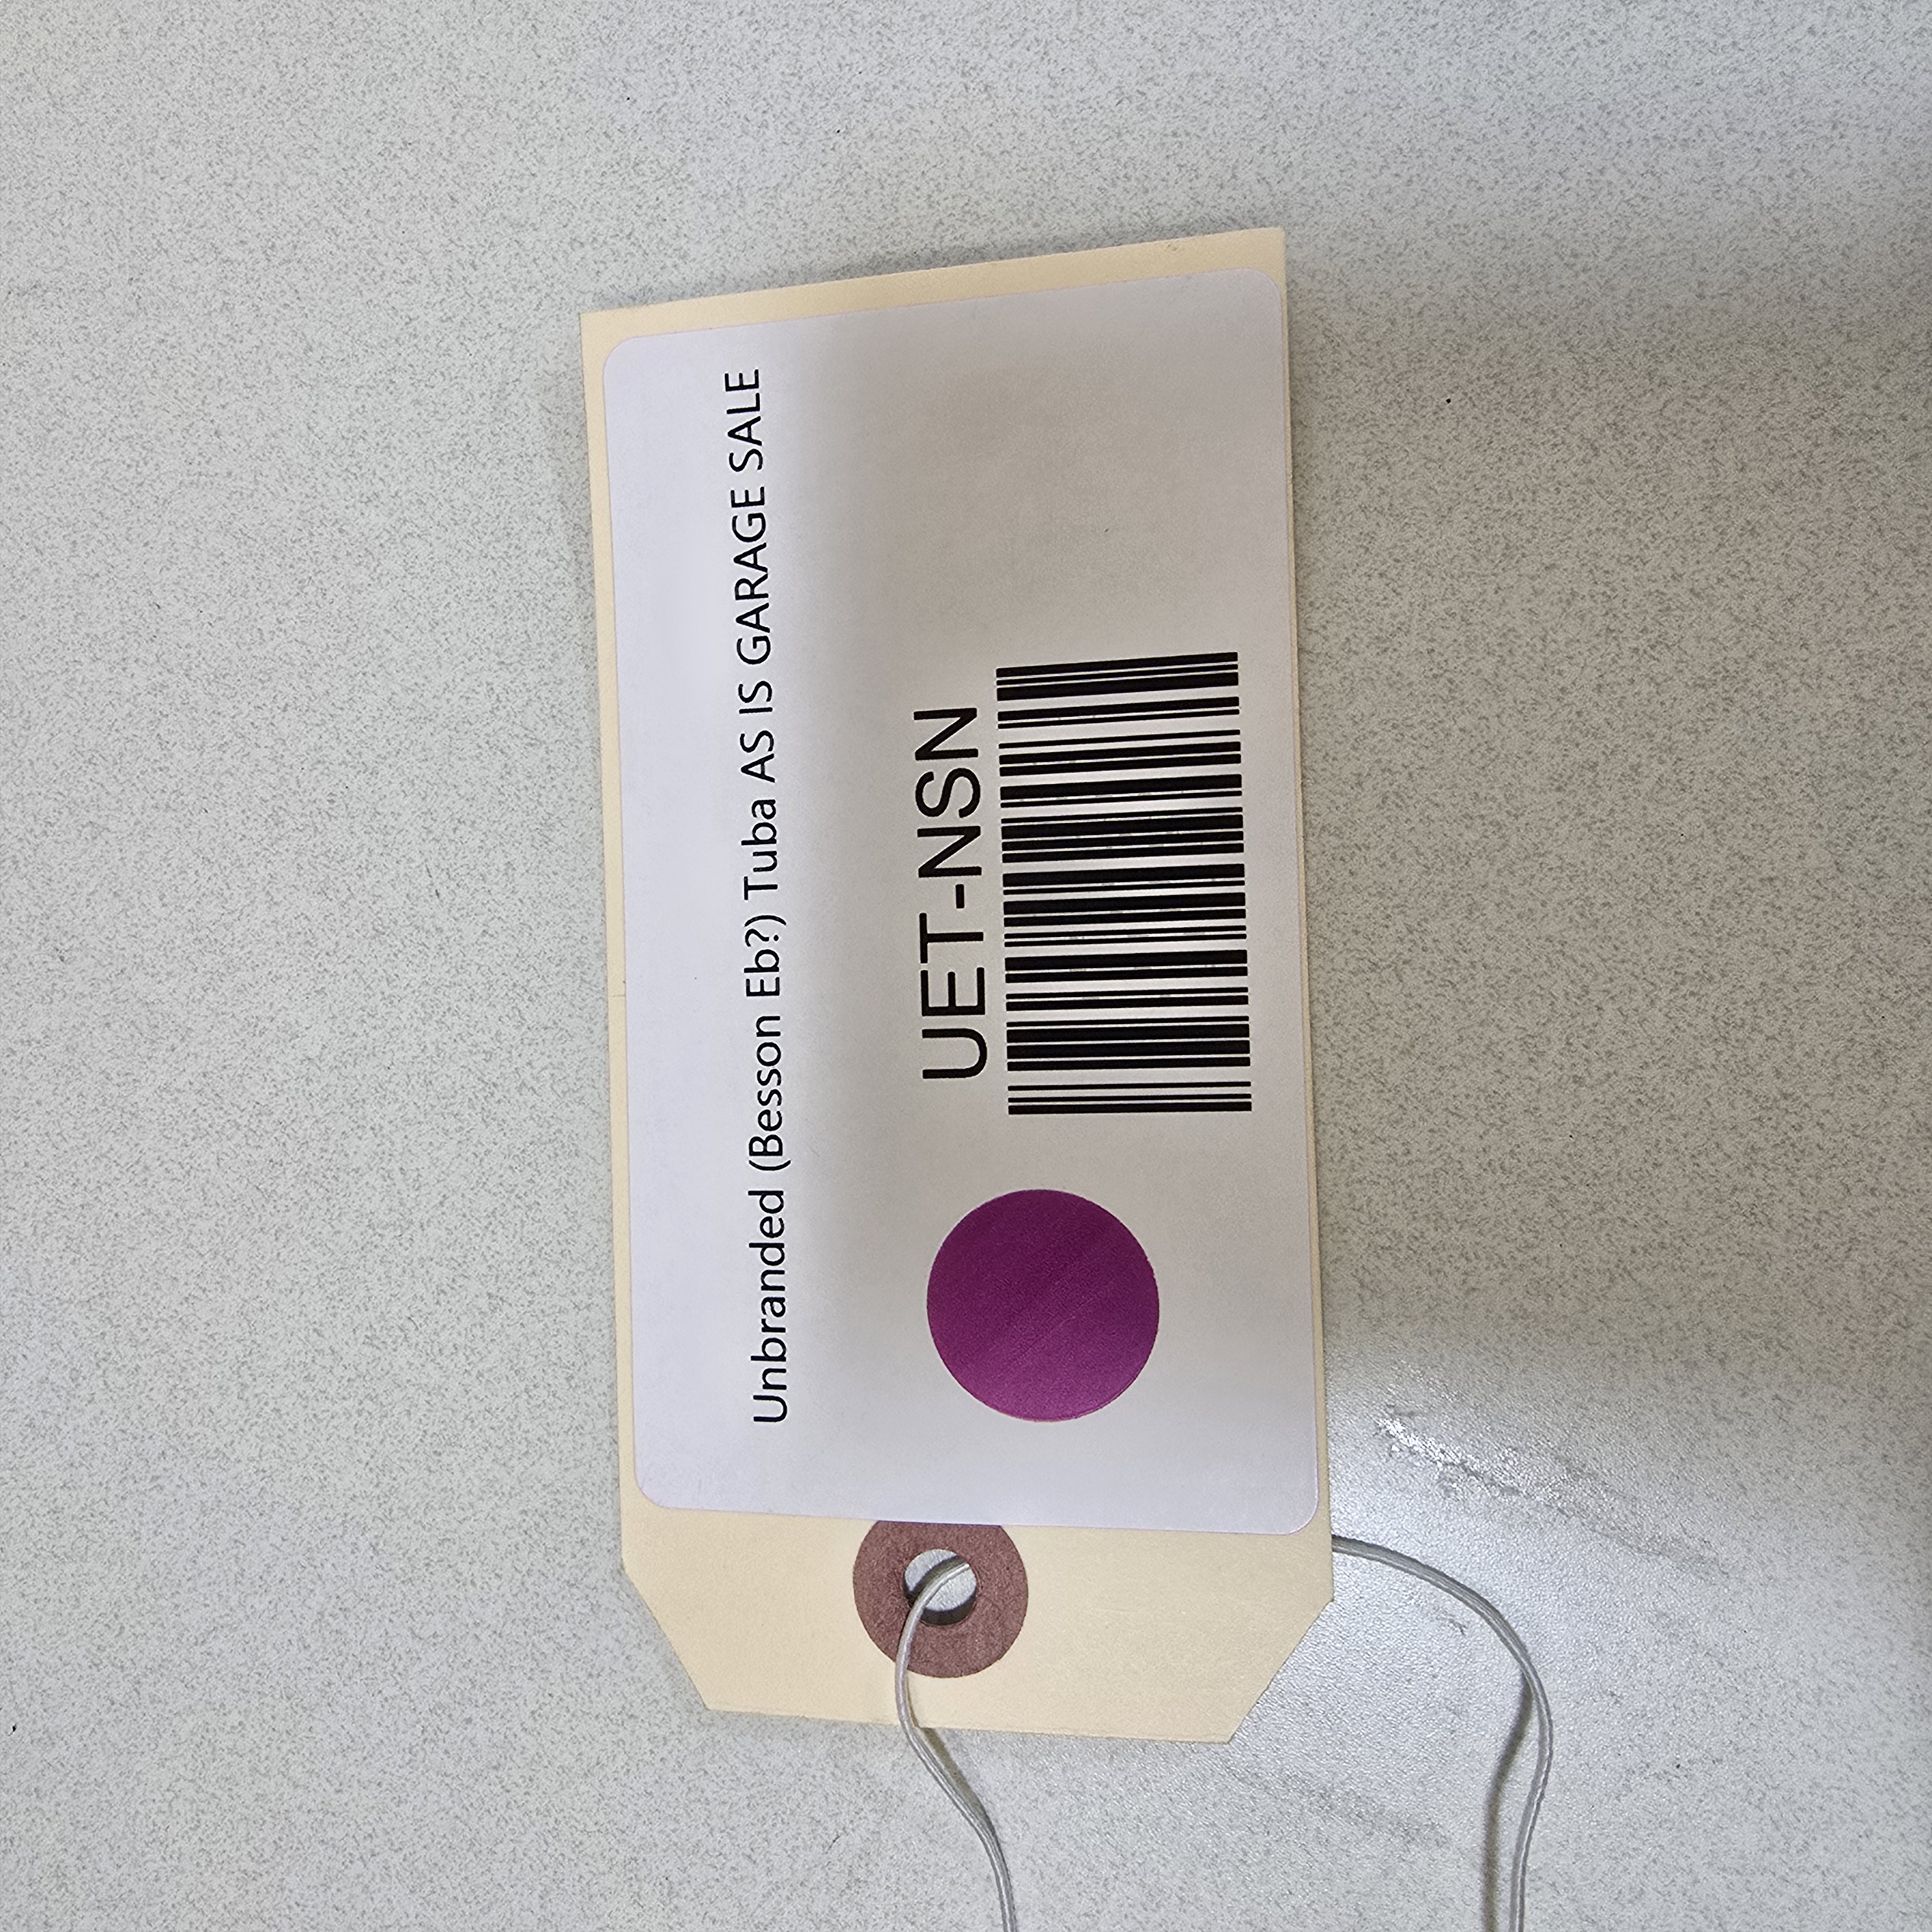 Unbranded (Besson Eb?) Tuba AS IS GARAGE SALE
UET-NSN